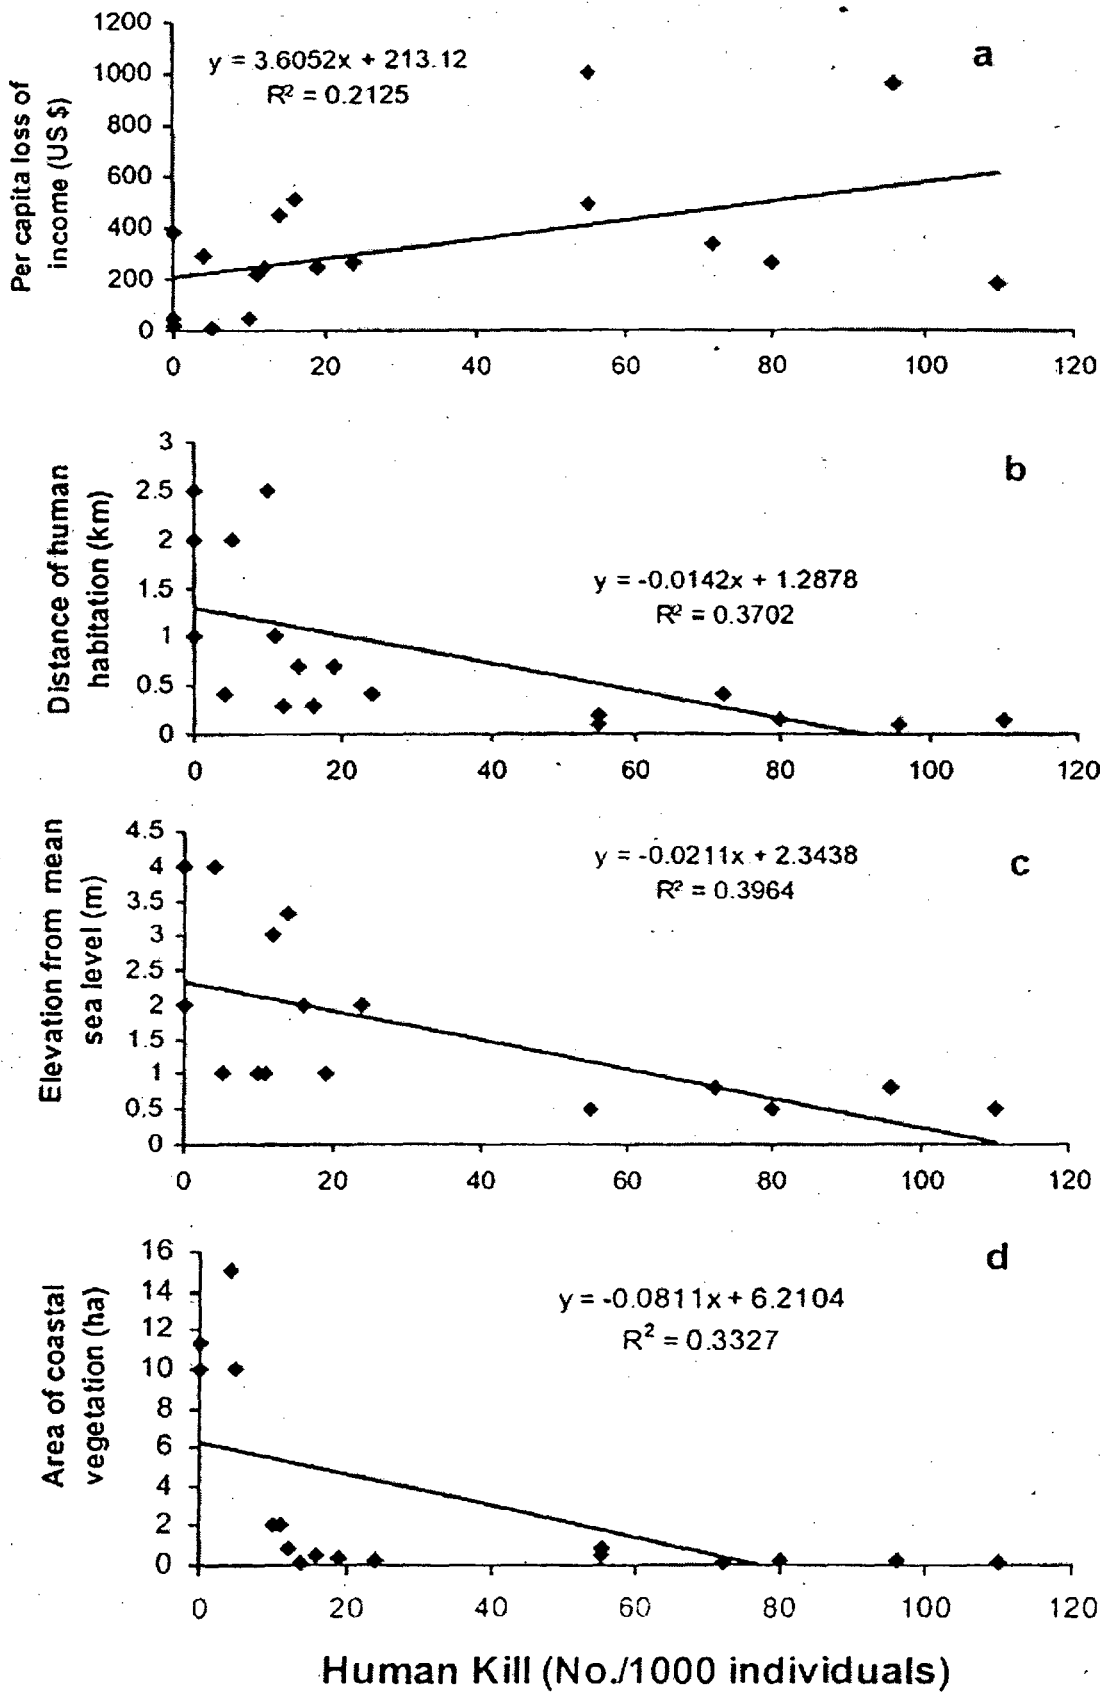 1200
1000
800
600
400
200
0
Per capita loss of
income (US $)
y = 3.6052x + 213.12
R² = 0.2125
a
0 20 40 60 80 100 120
3
2.5
2
1.5
1
0.5
0
Distance of human
habitation (km)
b
y = -0.0142x + 1.2878
R² = 0.3702
0 20 40 60 80 100 120
4.5
4
3.5
3
2.5
2
1.5
1
0.5
0
Elevation from mean
sea level (m)
y = -0.0211x + 2.3438
R² = 0.3964
c
0 20 40 60 80 100 120
16
14
12
10
8
6
4
2
0
Area of coastal
vegetation (ha)
d
y = -0.0811x + 6.2104
R² = 0.3327
0 20 40 60 80 100 120
Human Kill (No./1000 individuals)